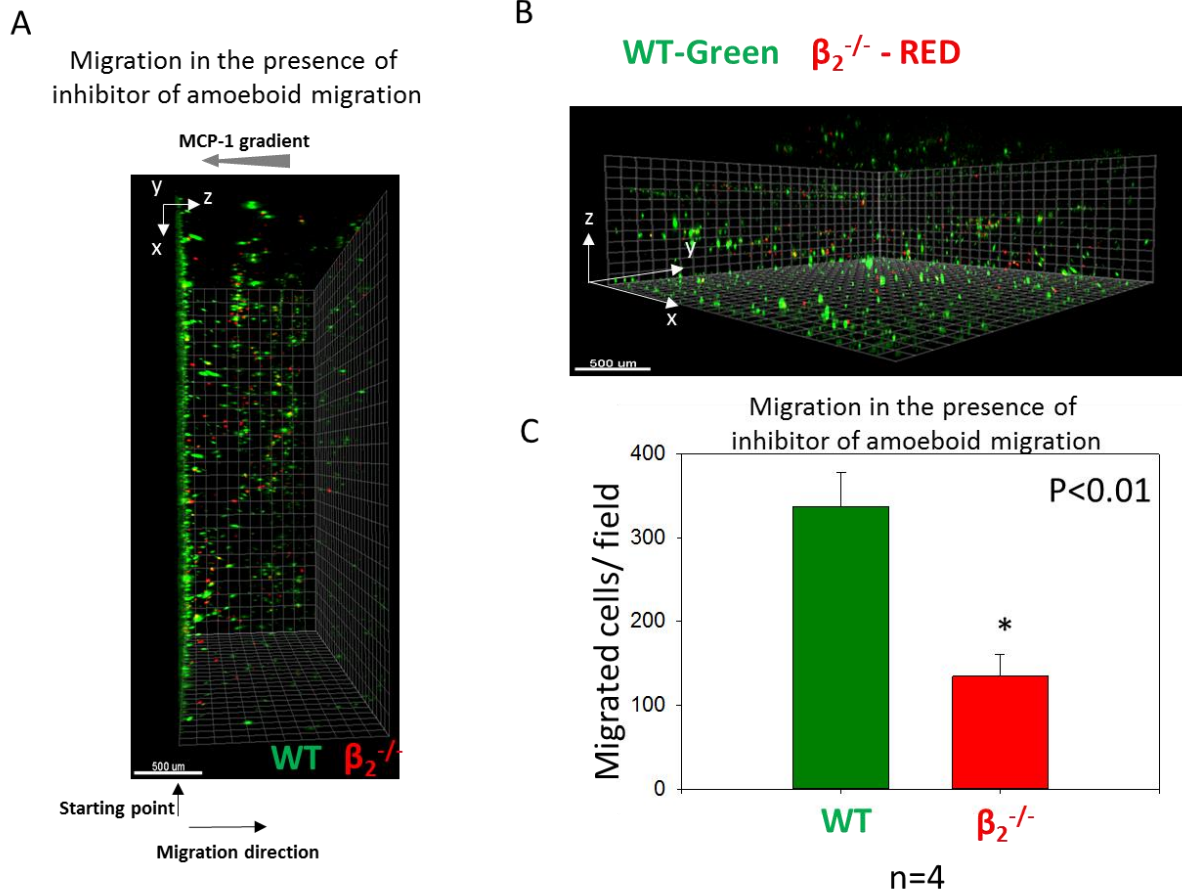 A
Migration in the presence of
inhibitor of amoeboid migration
MCP-1 gradient
y
z
x
WT β₂⁻/⁻
500 um
Starting point
Migration direction
B
WT-Green β₂⁻/⁻ - RED
z
y
x
500 um
C
Migration in the presence of
inhibitor of amoeboid migration
Migrated cells/ field
400
300
200
100
0
P<0.01
*
WT
β₂⁻/⁻
n=4